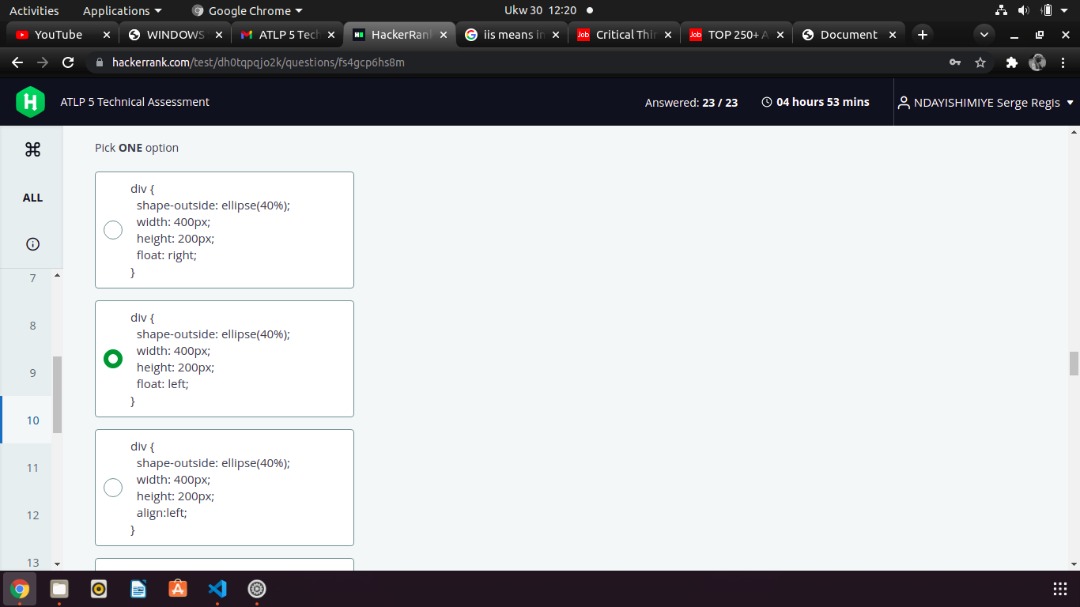 Activities Applications Google Chrome Ukw 30 12:20
YouTube WINDOWS ATLP 5 Tech HackerRan iis means in Critical Thin TOP 250+ A Document
hackerrank.com/test/dh0tqpqjo2k/questions/fs4gcp6hs8m
H ATLP 5 Technical Assessment Answered: 23 / 23 04 hours 53 mins NDAYISHIMIYE Serge Regis
Pick ONE option
ALL
7
8
9
10
11
12
13
div {
shape-outside: ellipse(40%);
width: 400px;
height: 200px;
float: right;
}
div {
shape-outside: ellipse(40%);
width: 400px;
height: 200px;
float: left;
}
div {
shape-outside: ellipse(40%);
width: 400px;
height: 200px;
align:left;
}